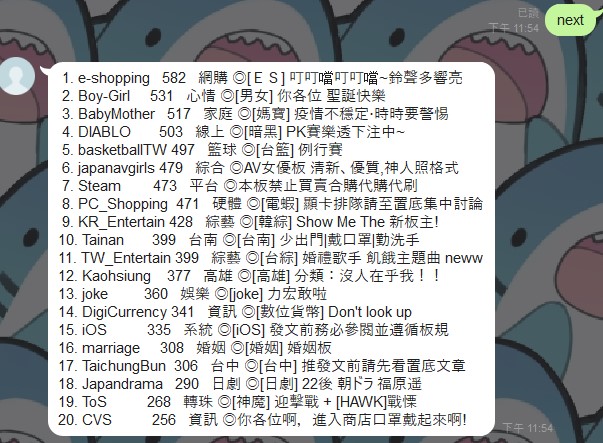 已讀
下午 11:54
next
1. e-shopping 582 網購 ◎[ＥＳ] 叮叮噹叮叮噹~鈴聲多響亮
2. Boy-Girl 531 心情 ◎[男女] 你各位 聖誕快樂
3. BabyMother 517 家庭 ◎[媽寶] 疫情不穩定‧時時要警惕
4. DIABLO 503 線上 ◎[暗黑] PK賽樂透下注中~
5. basketballTW 497 籃球 ◎[台籃] 例行賽
6. japanavgirls 479 綜合 ◎AV女優板 清新、優質,神人照格式
7. Steam 473 平台 ◎本板禁止買賣合購代購代刷
8. PC_Shopping 471 硬體 ◎[電蝦] 顯卡排隊請至置底集中討論
9. KR_Entertain 428 綜藝 ◎[韓綜] Show Me The 新板主!
10. Tainan 399 台南 ◎[台南] 少出門|戴口罩|勤洗手
11. TW_Entertain 399 綜藝 ◎[台綜] 婚禮歌手 飢餓主題曲 neww
12. Kaohsiung 377 高雄 ◎[高雄] 分類：沒人在乎我！！
13. joke 360 娛樂 ◎[joke] 力宏敢啦
14. DigiCurrency 341 資訊 ◎[數位貨幣] Don't look up
15. iOS 335 系統 ◎[iOS] 發文前務必參閱並遵循板規
16. marriage 308 婚姻 ◎[婚姻] 婚姻板
17. TaichungBun 306 台中 ◎[台中] 推發文前請先看置底文章
18. Japandrama 290 日劇 ◎[日劇] 22後 朝ドラ 福原遥
19. ToS 268 轉珠 ◎[神魔] 迎擊戰 + [HAWK]戰慄
20. CVS 256 資訊 ◎你各位啊，進入商店口罩戴起來啊!
下午 11:54